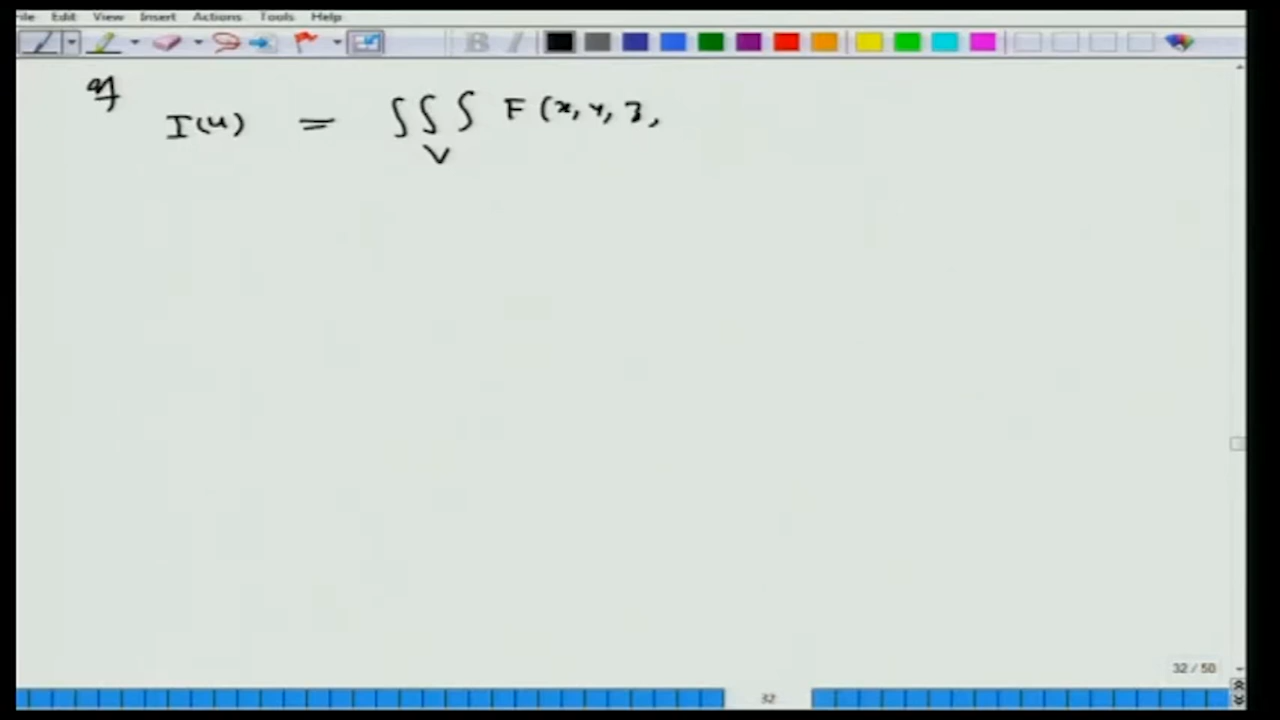 File Edit View Insert Actions Tools Help
B I
I(u) = ∫∫∫ F(x, y, z,
V
32 / 50
32